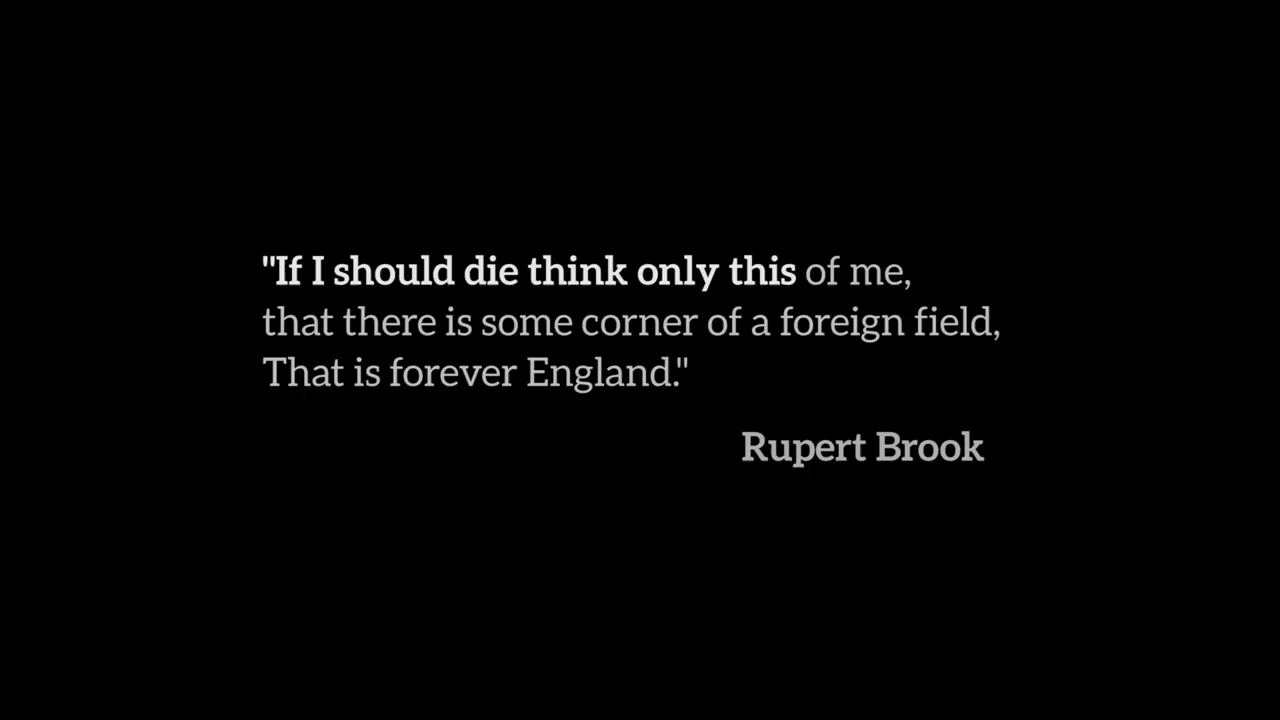 "If I should die think only this of me,
that there is some corner of a foreign field,
That is forever England."
Rupert Brook